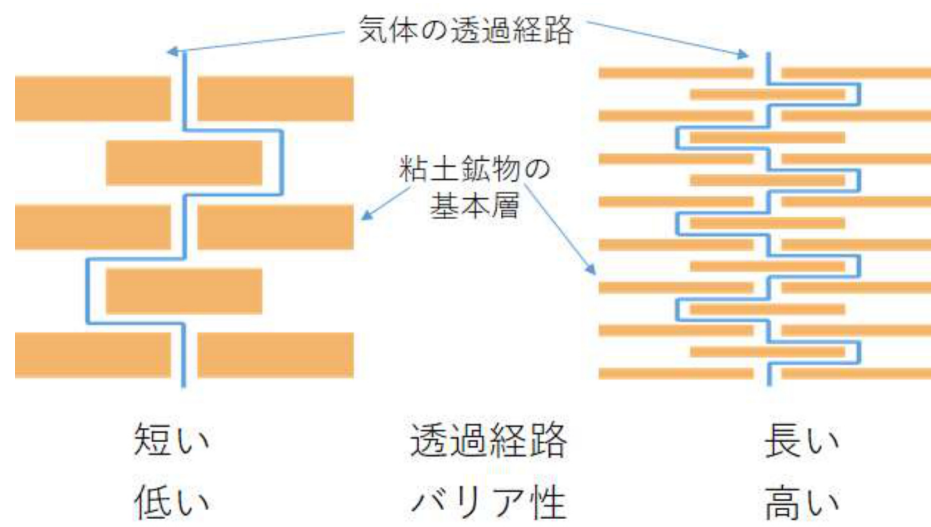 気体の透過経路
粘土鉱物の
基本層
短い 透過経路 長い
低い バリア性 高い